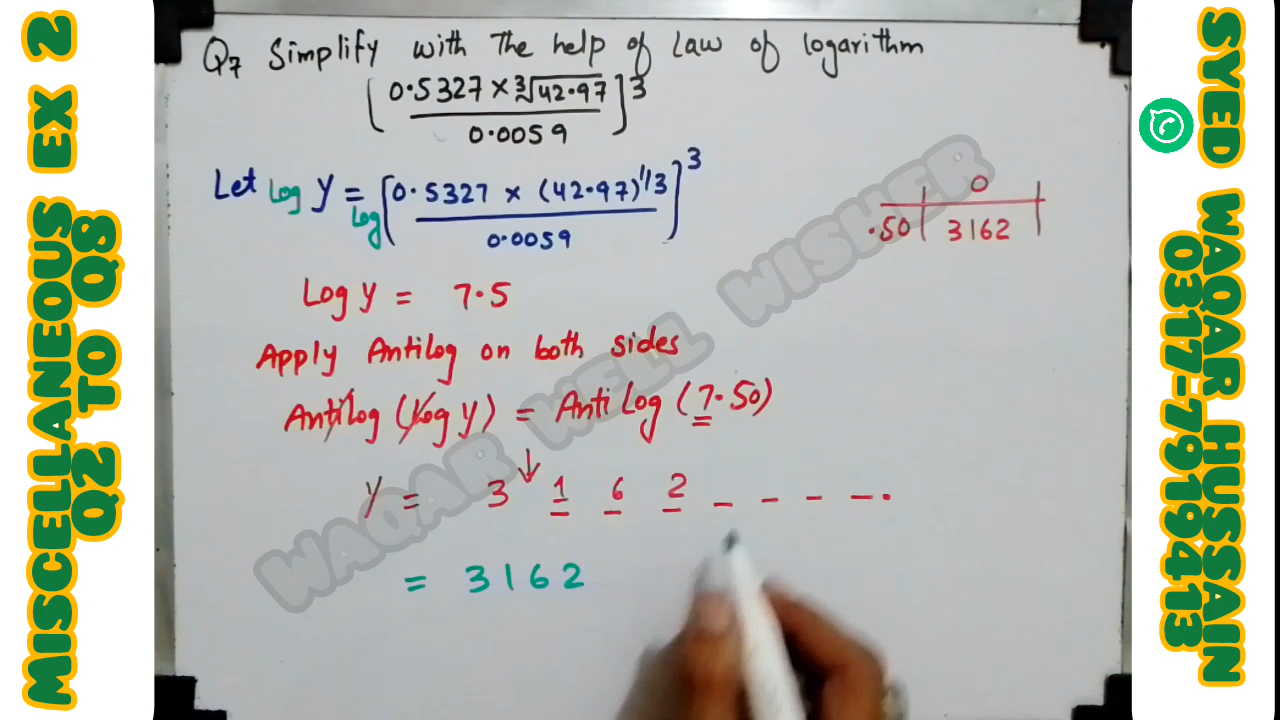 MISCELLANEOUS EX 2
Q2 TO Q8
Q7 Simplify with The help of Law of logarithm
[0.5327 × ∛42.97 / 0.0059]^3
Let log y = log [0.5327 × (42.97)^1/3 / 0.0059]^3
0
.50 | 3162
Log y = 7.5
Apply Antilog on both sides
Antilog (log y) = Antilog (7.50)
y = 3 ↓ 1 6 2 _ _ _ _ .
= 3162
WAQAR WELL WISHER
SYED WAQAR HUSSAIN
0317-7919413